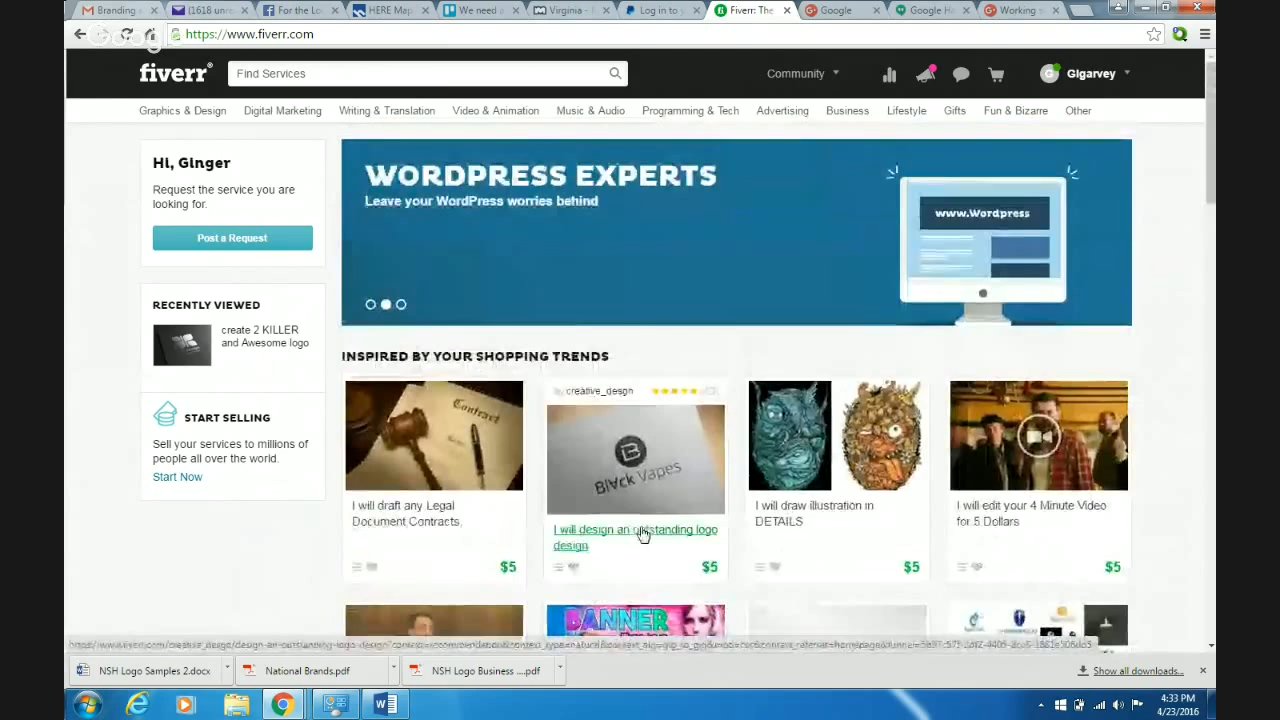 Branding
(1618 unr
For the Lo
HERE Map
We need
Virginia -
Log in to
Fiverr: The
Google
Google Ha
Working s
https://www.fiverr.com
fiverr
Find Services
Community
G
GIgarvey
Graphics & Design
Digital Marketing
Writing & Translation
Video & Animation
Music & Audio
Programming & Tech
Advertising
Business
Lifestyle
Gifts
Fun & Bizarre
Other
Hi, Ginger
Request the service you are
looking for.
Post a Request
WORDPRESS EXPERTS
Leave your WordPress worries behind
www.Wordpress
RECENTLY VIEWED
create 2 KILLER
and Awesome logo
START SELLING
Sell your services to millions of
people all over the world.
Start Now
INSPIRED BY YOUR SHOPPING TRENDS
Contract
I will draft any Legal
Document Contracts,
$5
by creative_desgn
B
Black Vapes
I will design an outstanding logo
design
$5
I will draw illustration in
DETAILS
$5
I will edit your 4 Minute Video
for 5 Dollars
$5
BANNER
NSH Logo Samples 2.docx
National Brands.pdf
NSH Logo Business ....pdf
Show all downloads...
4:33 PM
4/23/2016